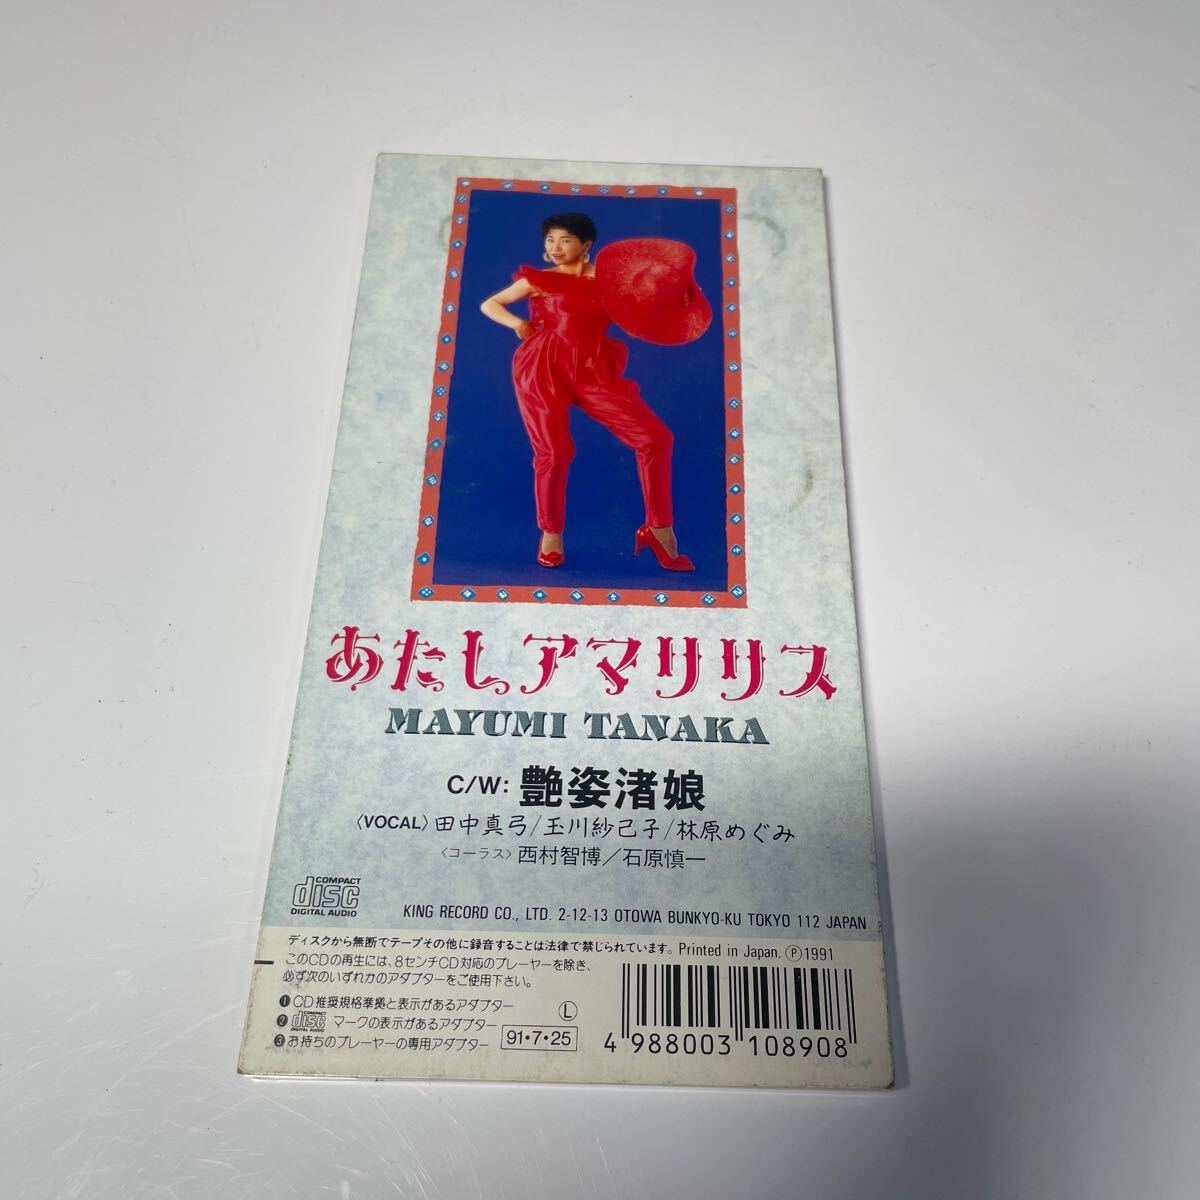 あたしアマリリス
MAYUMI TANAKA
C/W: 艶姿渚娘
〈VOCAL〉田中真弓/玉川紗己子/林原めぐみ
〈コーラス〉西村智博/石原慎一
COMPACT
disc
DIGITAL AUDIO
KING RECORD CO., LTD. 2-12-13 OTOWA BUNKYO-KU TOKYO 112 JAPAN
ディスクから無断でテープその他に録音することは法律で禁じられています。Printed in Japan. Ⓟ1991
このCDの再生には、8センチCD対応のプレーヤーを除き、
必ず次のいずれかのアダプターをご使用下さい。
❶CD推奨規格準拠と表示があるアダプター
❷COMPACT disc DIGITAL AUDIO マークの表示があるアダプター
❸お持ちのプレーヤーの専用アダプター
Ⓛ
91・7・25
4 988003 108908